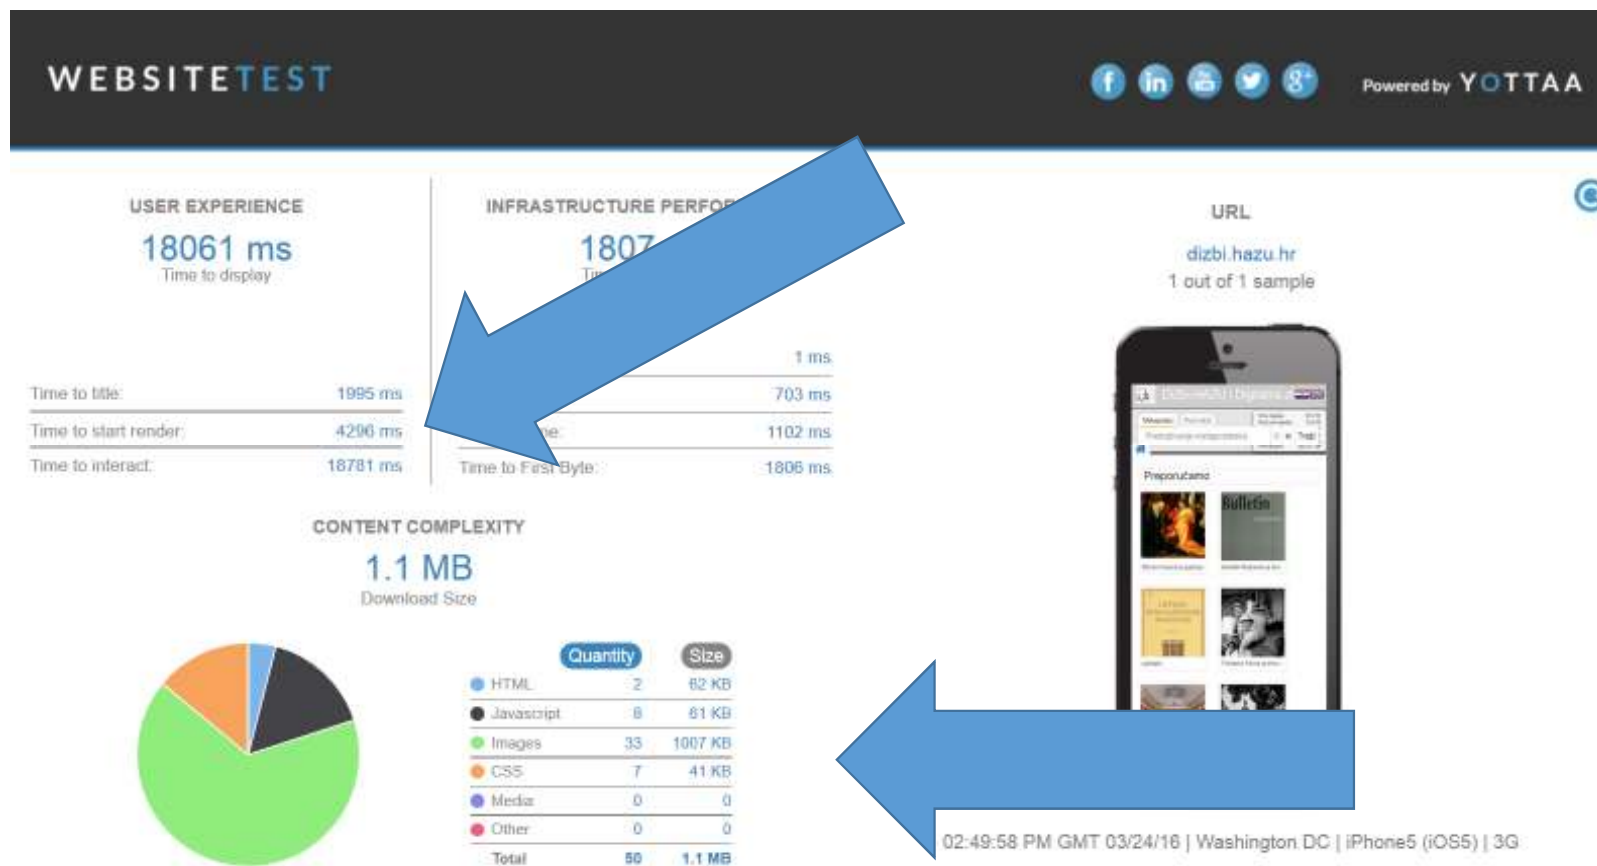 WEBSITETEST
Powered by YOTTAA
USER EXPERIENCE
18061 ms
Time to display
Time to title: 1995 ms
Time to start render: 4296 ms
Time to interact: 18781 ms
INFRASTRUCTURE
1807
1 ms
703 ms
1102 ms
Time to First Byte: 1806 ms
CONTENT COMPLEXITY
1.1 MB
Download Size
Quantity Size
HTML 2 62 KB
Javascript 8 61 KB
Images 33 1007 KB
CSS 7 41 KB
Media 0 0
Other 0 0
Total 50 1.1 MB
URL
dizbi.hazu.hr
1 out of 1 sample
Preporučamo
Bulletin
02:49:58 PM GMT 03/24/16 | Washington DC | iPhone5 (iOS5) | 3G